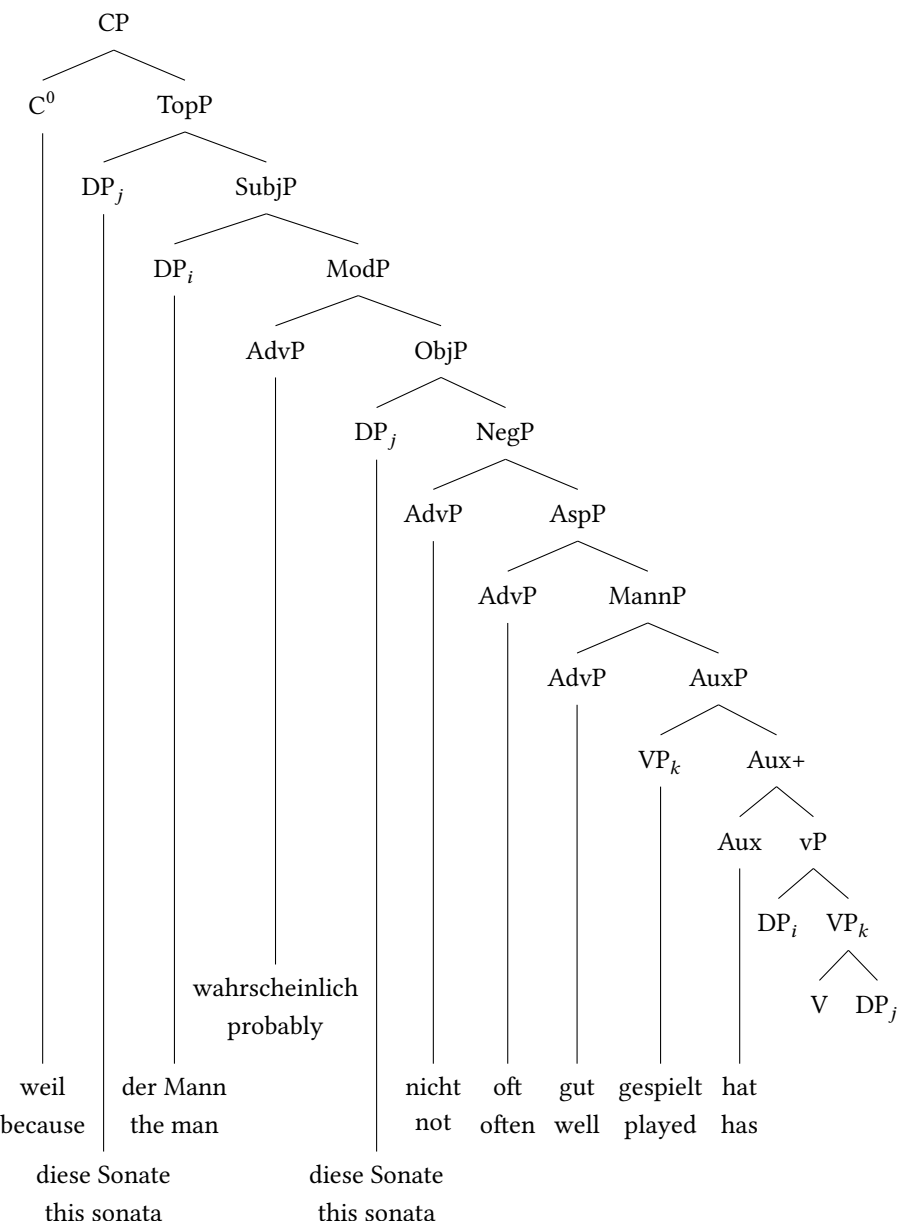 CP
C⁰ TopP
DPⱼ SubjP
DPᵢ ModP
AdvP ObjP
DPⱼ NegP
AdvP AspP
AdvP MannP
AdvP AuxP
VPₖ Aux+
Aux vP
DPᵢ VPₖ
V DPⱼ
wahrscheinlich
probably
weil der Mann nicht oft gut gespielt hat
because the man not often well played has
diese Sonate diese Sonate
this sonata this sonata